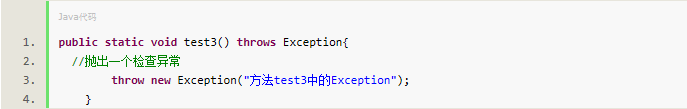 Java代码
1. public static void test3() throws Exception{
2. //抛出一个检查异常
3. throw new Exception("方法test3中的Exception");
4. }